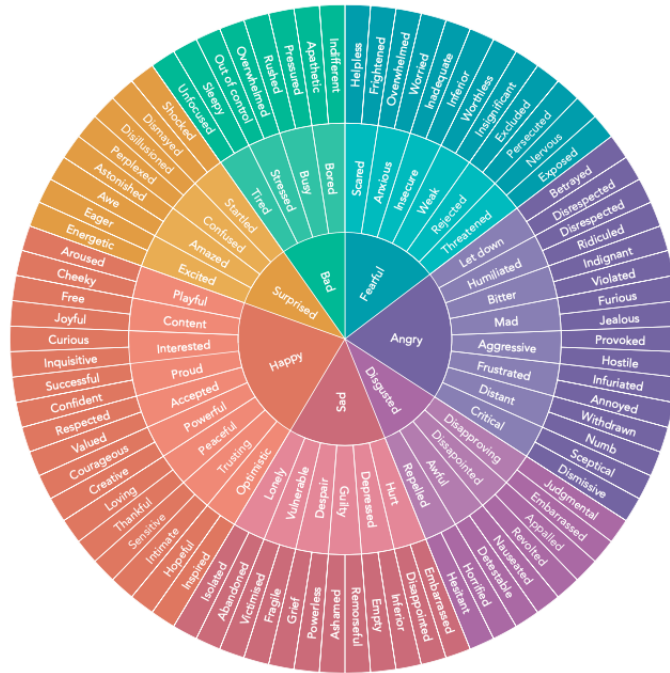 Bad
Fearful
Angry
Disgusted
Sad
Happy
Surprised
Tired
Stressed
Busy
Bored
Scared
Anxious
Insecure
Weak
Rejected
Threatened
Let down
Humiliated
Bitter
Mad
Aggressive
Frustrated
Distant
Critical
Disapproving
Dissapointed
Awful
Repelled
Hurt
Depressed
Guilty
Despair
Vulnerable
Lonely
Optimistic
Trusting
Peaceful
Powerful
Accepted
Proud
Interested
Content
Playful
Excited
Amazed
Confused
Startled
Unfocused
Sleepy
Out of control
Overwhelmed
Rushed
Pressured
Apathetic
Indifferent
Helpless
Frightened
Overwhelmed
Worried
Inadequate
Inferior
Worthless
Insignificant
Excluded
Persecuted
Nervous
Exposed
Betrayed
Disrespected
Disrespected
Ridiculed
Indignant
Violated
Furious
Jealous
Provoked
Hostile
Infuriated
Annoyed
Withdrawn
Numb
Sceptical
Dismissive
Judgmental
Embarrassed
Appalled
Revolted
Nauseated
Detestable
Horrified
Hesitant
Embarrassed
Disappointed
Inferior
Empty
Remorseful
Ashamed
Powerless
Grief
Fragile
Victimised
Abandoned
Isolated
Inspired
Hopeful
Intimate
Sensitive
Thankful
Loving
Creative
Courageous
Valued
Respected
Confident
Successful
Inquisitive
Curious
Joyful
Free
Cheeky
Aroused
Energetic
Eager
Awe
Astonished
Perplexed
Disillusioned
Dismayed
Shocked